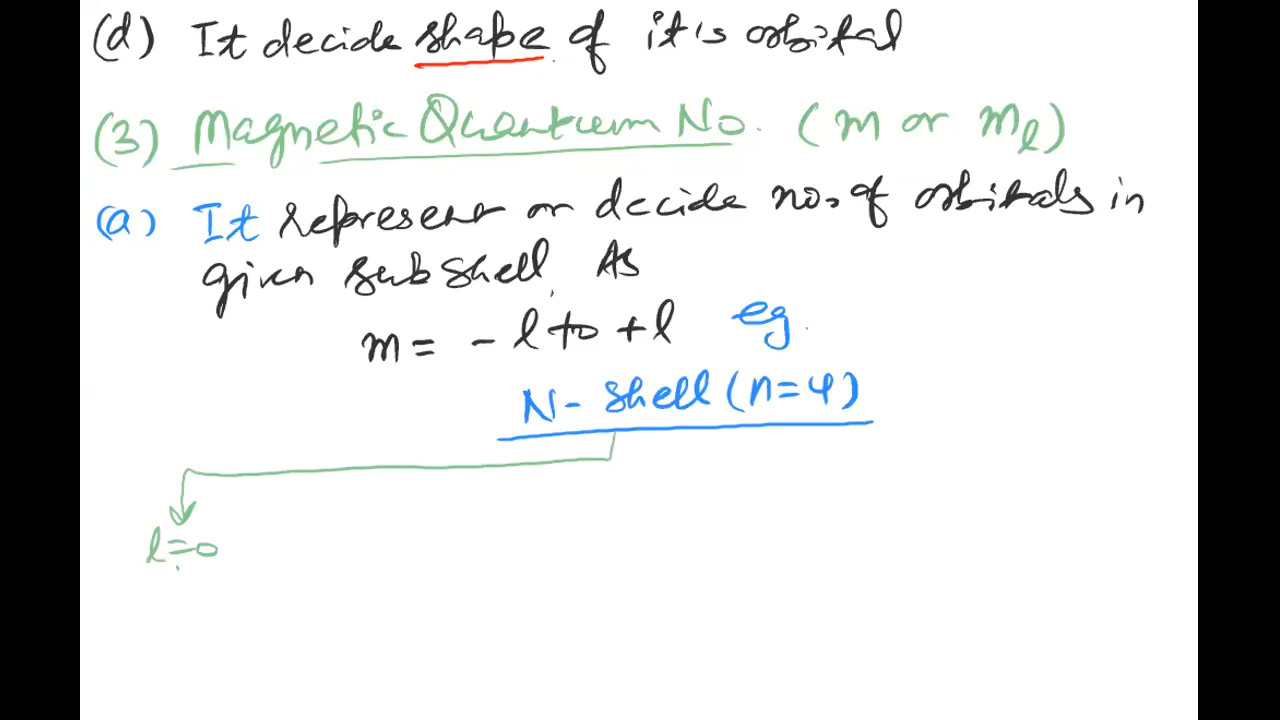 (d) It decide shape of it's orbital
(3) Magnetic Quantum No. (m or mₗ)
(a) It represent or decide no. of orbitals in
given subshell As
m = - l to + l eg.
N - shell (n=4)
l=0